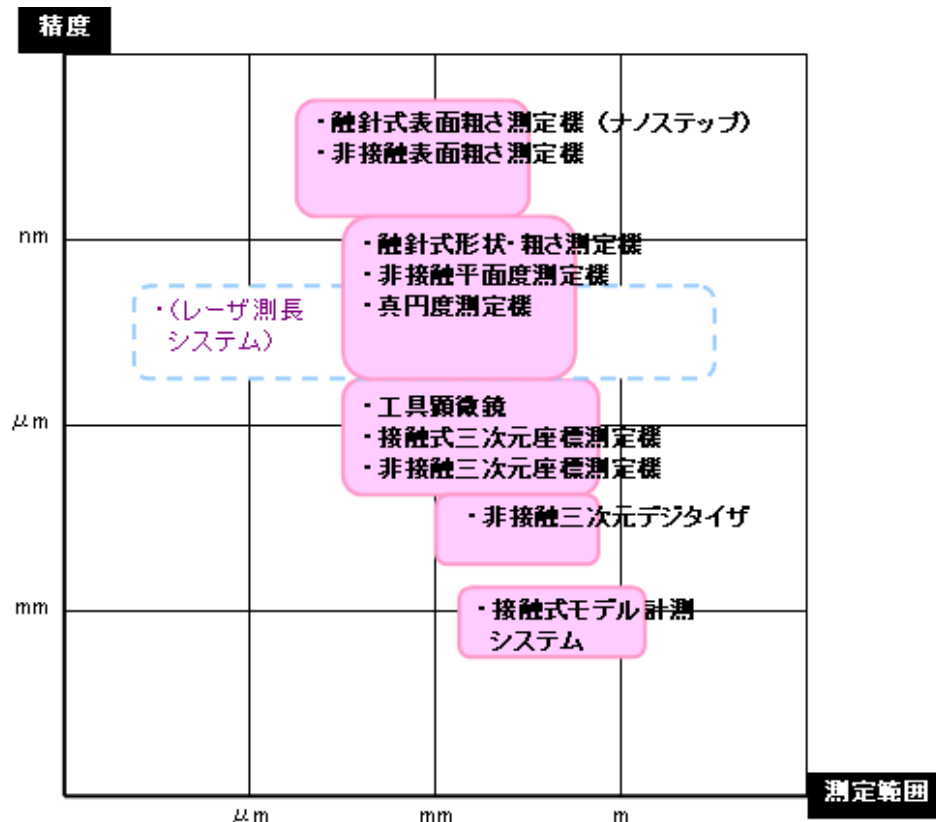 精度
・触針式表面粗さ測定機（ナノステップ）
・非接触表面粗さ測定機
nm
・触針式形状・粗さ測定機
・非接触平面度測定機
・真円度測定機
・（レーザ測長
システム）
μm
・工具顕微鏡
・接触式三次元座標測定機
・非接触三次元座標測定機
・非接触三次元デジタイザ
mm
・接触式モデル計測
システム
測定範囲
μm
mm
m